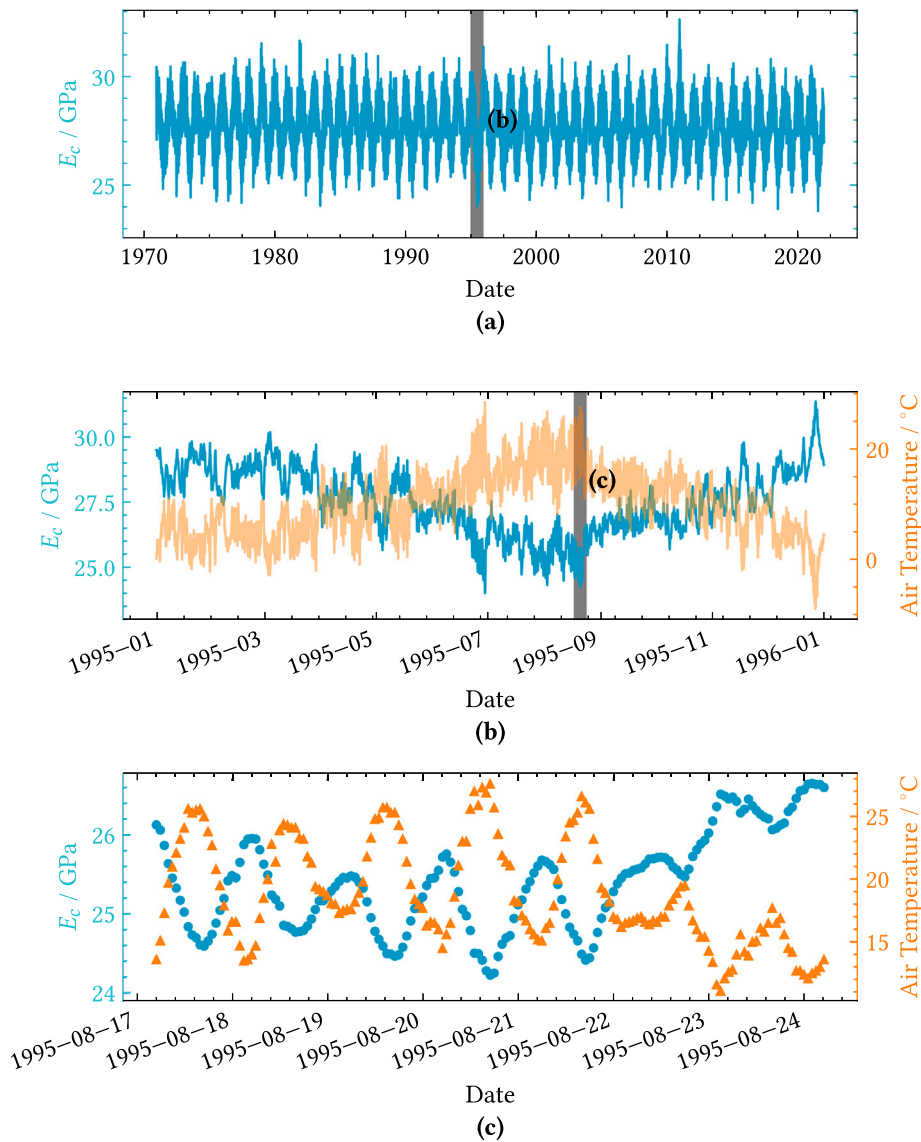 E_c / GPa
30
25
(b)
1970 1980 1990 2000 2010 2020
Date
(a)
E_c / GPa
30.0
27.5
25.0
(c)
20
0
Air Temperature / °C
1995−01 1995−03 1995−05 1995−07 1995−09 1995−11 1996−01
Date
(b)
E_c / GPa
26
25
24
25
20
15
Air Temperature / °C
1995−08−17 1995−08−18 1995−08−19 1995−08−20 1995−08−21 1995−08−22 1995−08−23 1995−08−24
Date
(c)